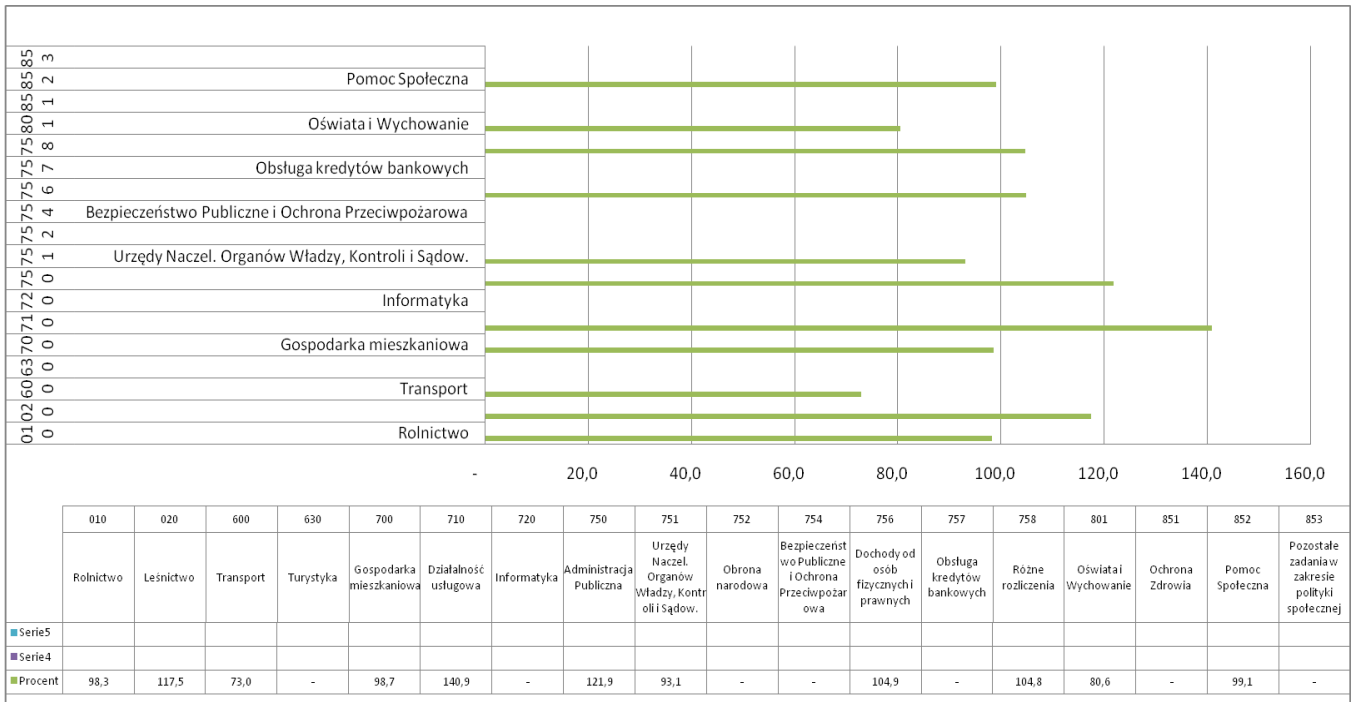 85 3
85 2 Pomoc Społeczna
85 1
80 1 Oświata i Wychowanie
75 8
75 7 Obsługa kredytów bankowych
75 6
75 4 Bezpieczeństwo Publiczne i Ochrona Przeciwpożarowa
75 2
75 1 Urzędy Naczel. Organów Władzy, Kontroli i Sądow.
75 0
72 0 Informatyka
71 0
70 0 Gospodarka mieszkaniowa
63 0
60 0 Transport
02 0
01 0 Rolnictwo
- 20,0 40,0 60,0 80,0 100,0 120,0 140,0 160,0
010 020 600 630 700 710 720 750 751 752 754 756 757 758 801 851 852 853
Rolnictwo
Leśnictwo
Transport
Turystyka
Gospodarka
mieszkaniowa
Działalność
usługowa
Informatyka
Administracja
Publiczna
Urzędy
Naczel.
Organów
Władzy, Kontr
oli i Sądow.
Obrona
narodowa
Bezpieczeńst
wo Publiczne
i Ochrona
Przeciwpożar
owa
Dochody od
osób
fizycznych i
prawnych
Obsługa
kredytów
bankowych
Różne
rozliczenia
Oświata i
Wychowanie
Ochrona
Zdrowia
Pomoc
Społeczna
Pozostałe
zadania w
zakresie
polityki
społecznej
Serie5
Serie4
Procent 98,3 117,5 73,0 - 98,7 140,9 - 121,9 93,1 - - 104,9 - 104,8 80,6 - 99,1 -